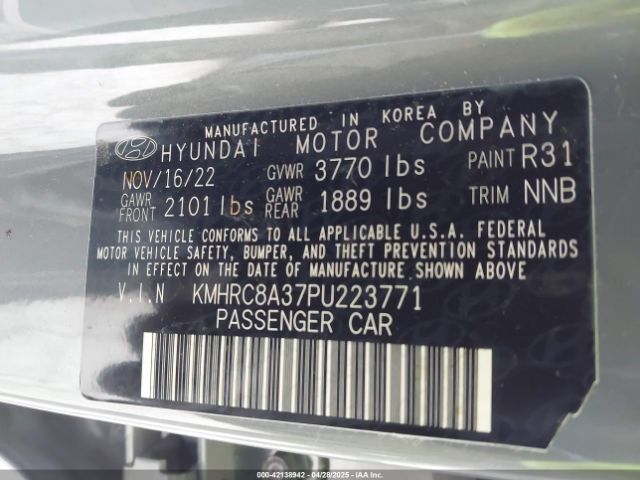 MANUFACTURED IN KOREA BY
HYUNDAI MOTOR COMPANY
NOV/16/22 GVWR 3770 lbs PAINT R31
GAWR FRONT 2101 lbs GAWR REAR 1889 lbs TRIM NNB
THIS VEHICLE CONFORMS TO ALL APPLICABLE U.S.A. FEDERAL
MOTOR VEHICLE SAFETY, BUMPER, AND THEFT PREVENTION STANDARDS
IN EFFECT ON THE DATE OF MANUFACTURE SHOWN ABOVE.
V.I.N KMHRC8A37PU223771
PASSENGER CAR
000-42138942 - 04/28/2025 - IAAI.COM